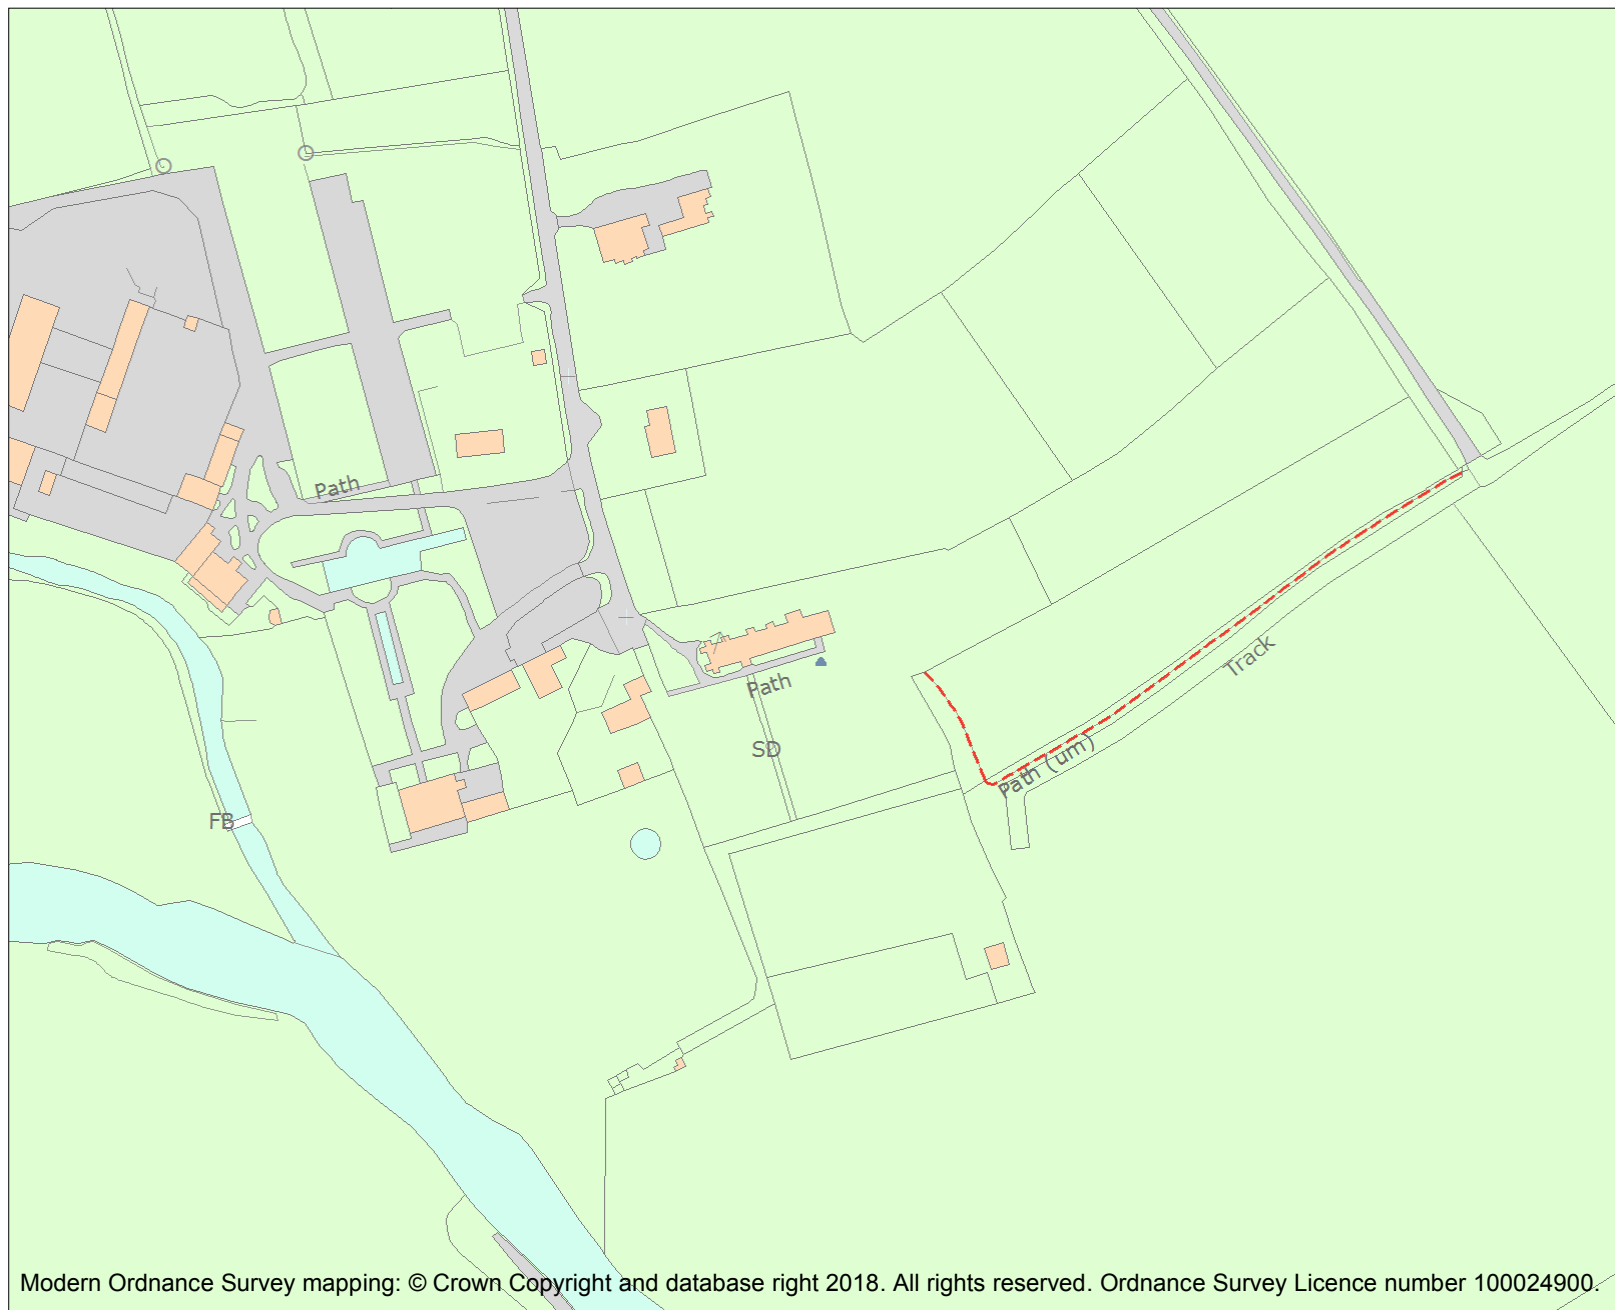 Path
Track
Path
Path (um)
SD
FB
Modern Ordnance Survey mapping: © Crown Copyright and database right 2018. All rights reserved. Ordnance Survey Licence number 100024900.